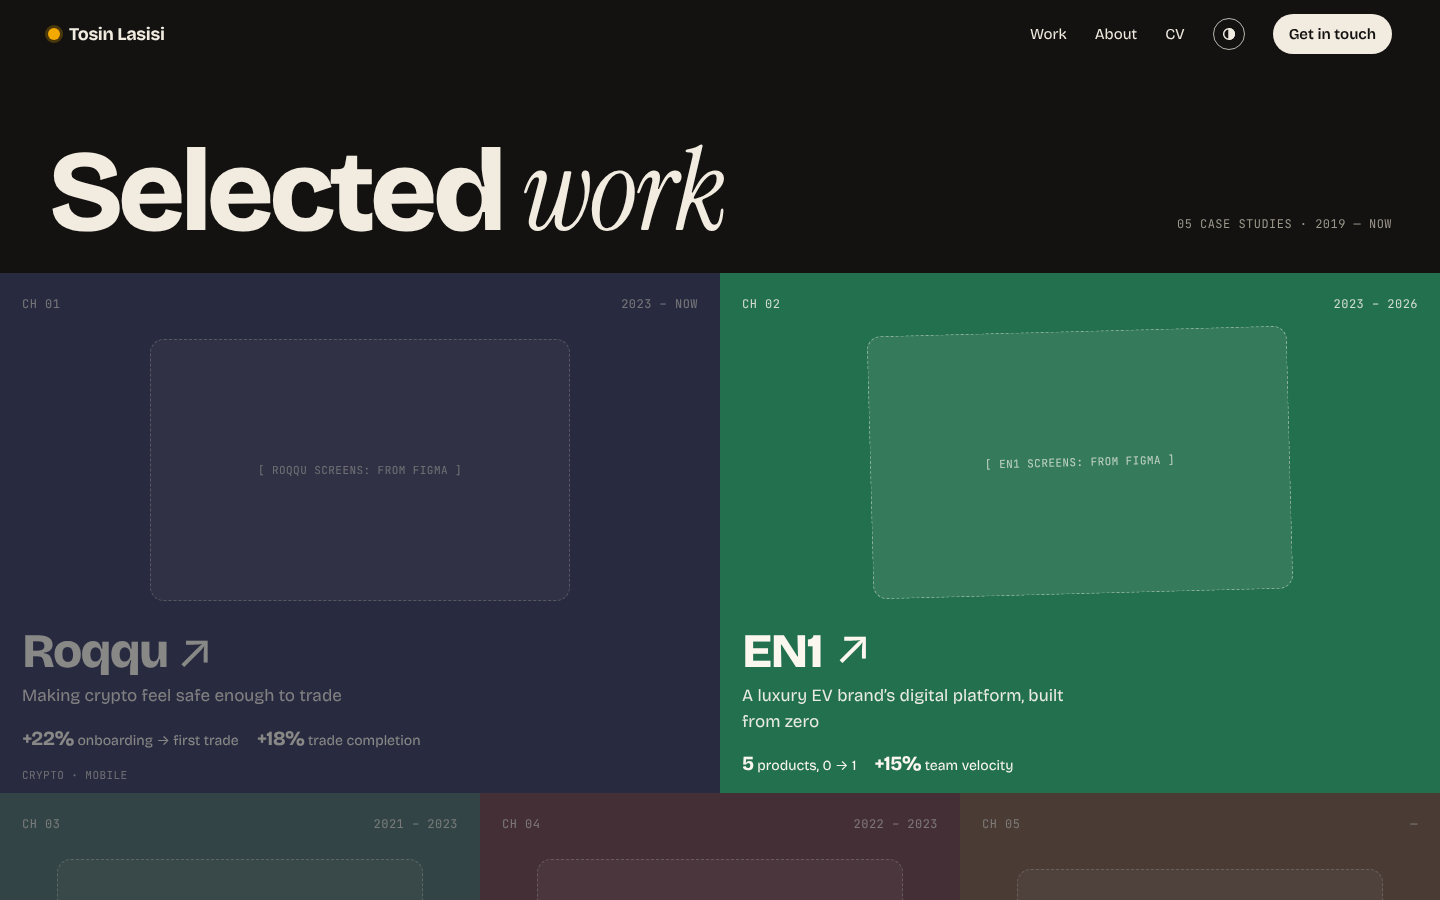 Tosin Lasisi
Work
About
CV
Get in touch
Selected work
05 CASE STUDIES · 2019 — NOW
CH 01
2023 – NOW
[ ROQQU SCREENS: FROM FIGMA ]
Roqqu ↗
Making crypto feel safe enough to trade
+22% onboarding → first trade +18% trade completion
CRYPTO · MOBILE
CH 02
2023 – 2026
[ EN1 SCREENS: FROM FIGMA ]
EN1 ↗
A luxury EV brand's digital platform, built
from zero
5 products, 0 → 1 +15% team velocity
CH 03
2021 – 2023
CH 04
2022 – 2023
CH 05
—